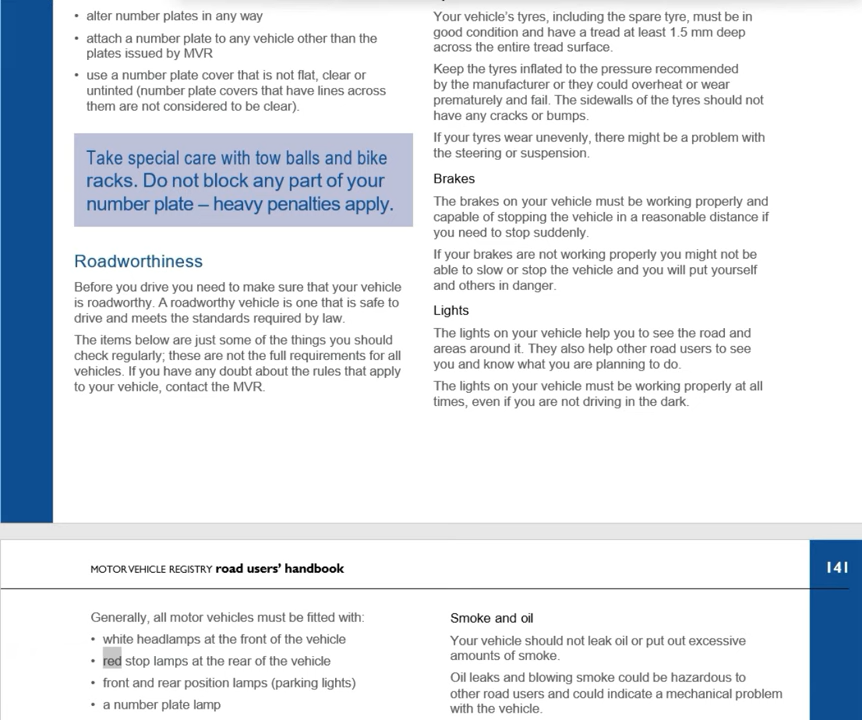 • alter number plates in any way
• attach a number plate to any vehicle other than the
plates issued by MVR
• use a number plate cover that is not flat, clear or
untinted (number plate covers that have lines across
them are not considered to be clear).
Take special care with tow balls and bike
racks. Do not block any part of your
number plate – heavy penalties apply.
Roadworthiness
Before you drive you need to make sure that your vehicle
is roadworthy. A roadworthy vehicle is one that is safe to
drive and meets the standards required by law.
The items below are just some of the things you should
check regularly; these are not the full requirements for all
vehicles. If you have any doubt about the rules that apply
to your vehicle, contact the MVR.
Your vehicle's tyres, including the spare tyre, must be in
good condition and have a tread at least 1.5 mm deep
across the entire tread surface.
Keep the tyres inflated to the pressure recommended
by the manufacturer or they could overheat or wear
prematurely and fail. The sidewalls of the tyres should not
have any cracks or bumps.
If your tyres wear unevenly, there might be a problem with
the steering or suspension.
Brakes
The brakes on your vehicle must be working properly and
capable of stopping the vehicle in a reasonable distance if
you need to stop suddenly.
If your brakes are not working properly you might not be
able to slow or stop the vehicle and you will put yourself
and others in danger.
Lights
The lights on your vehicle help you to see the road and
areas around it. They also help other road users to see
you and know what you are planning to do.
The lights on your vehicle must be working properly at all
times, even if you are not driving in the dark.
MOTOR VEHICLE REGISTRY road users' handbook
141
Generally, all motor vehicles must be fitted with:
• white headlamps at the front of the vehicle
• red stop lamps at the rear of the vehicle
• front and rear position lamps (parking lights)
• a number plate lamp
Smoke and oil
Your vehicle should not leak oil or put out excessive
amounts of smoke.
Oil leaks and blowing smoke could be hazardous to
other road users and could indicate a mechanical problem
with the vehicle.